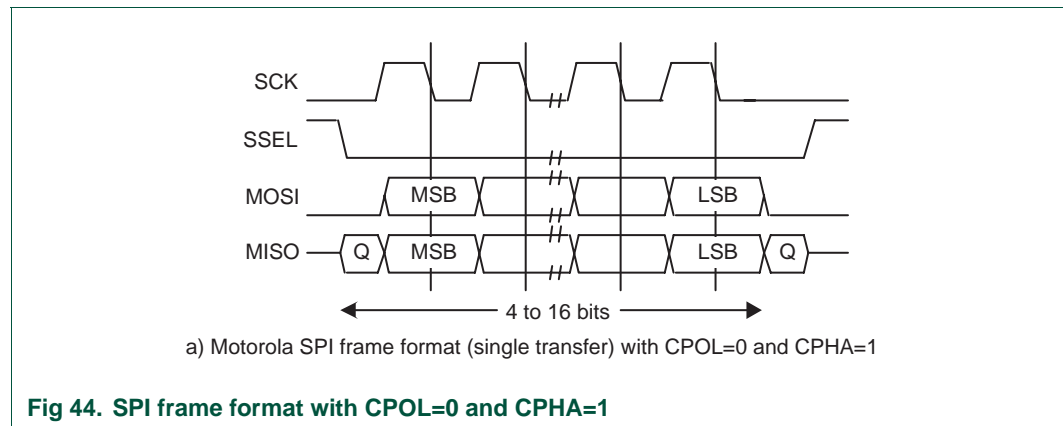 SCK
SSEL
MOSI MSB LSB
MISO Q MSB LSB Q
4 to 16 bits
a) Motorola SPI frame format (single transfer) with CPOL=0 and CPHA=1
Fig 44. SPI frame format with CPOL=0 and CPHA=1